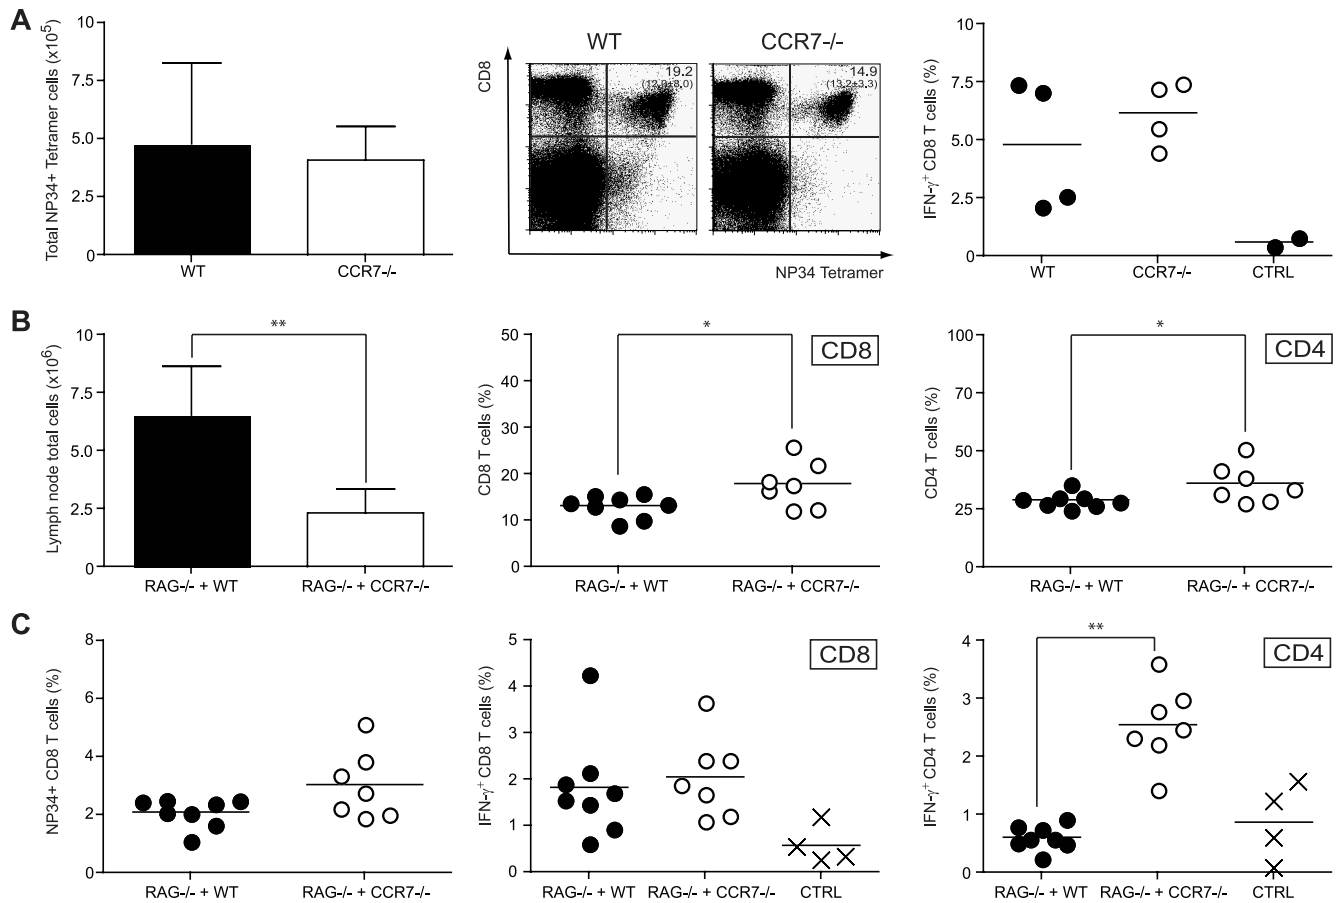 A
Total NP34+ Tetramer cells (x10⁵)
10
7.5
5.0
2.5
0
WT
CCR7-/-
WT
CCR7-/-
CD8
19.2
14.9
(13.2±3.3)
NP34 Tetramer
IFN-γ⁺ CD8 T cells (%)
10
7.5
5.0
2.5
0
WT
CCR7-/-
CTRL
B
Lymph node total cells (x10⁶)
10
7.5
5.0
2.5
0
**
RAG-/- + WT
RAG-/- + CCR7-/-
CD8 T cells (%)
50
40
30
20
10
0
*
CD8
RAG-/- + WT
RAG-/- + CCR7-/-
CD4 T cells (%)
100
70
50
25
0
*
CD4
RAG-/- + WT
RAG-/- + CCR7-/-
C
NP34+ CD8 T cells (%)
8
6
4
2
0
RAG-/- + WT
RAG-/- + CCR7-/-
IFN-γ⁺ CD8 T cells (%)
5
4
3
2
1
0
CD8
RAG-/- + WT
RAG-/- + CCR7-/-
CTRL
IFN-γ⁺ CD4 T cells (%)
4
3
2
1
0
**
CD4
RAG-/- + WT
RAG-/- + CCR7-/-
CTRL